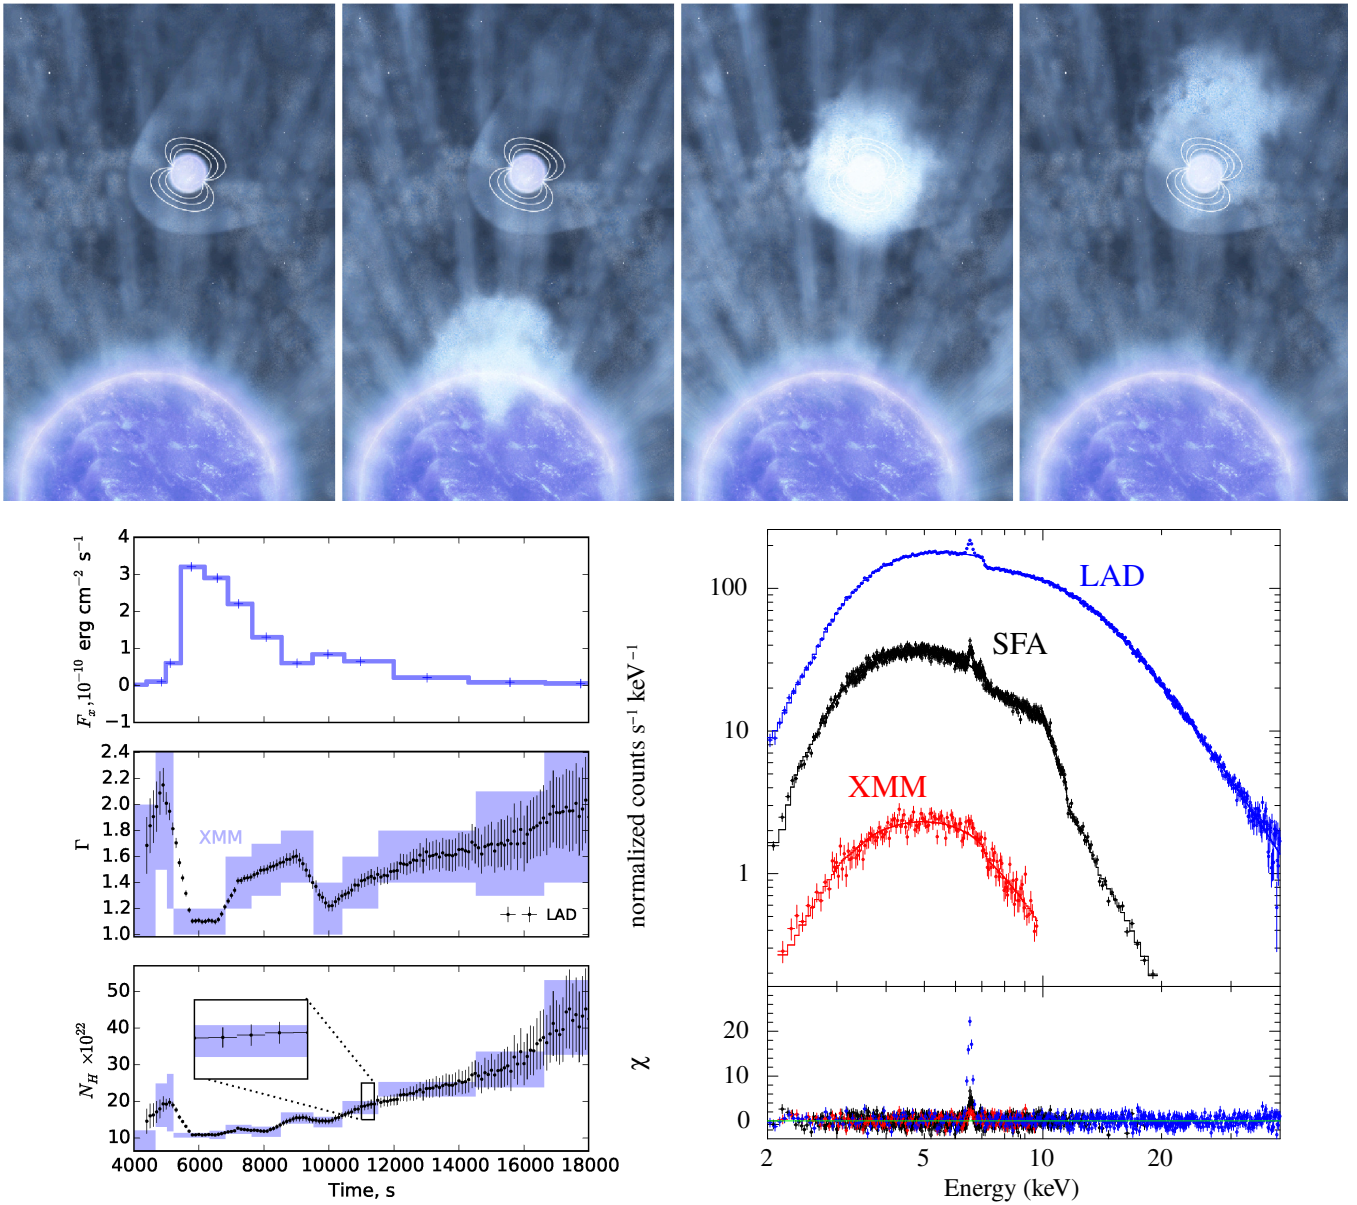 4
3
2
1
0
−1
F_x,10^−10 erg cm^−2 s^−1
2.4
2.2
2.0
1.8
1.6
1.4
1.2
1.0
Γ
XMM
LAD
50
40
30
20
10
N_H ×10^22
4000 6000 8000 10000 12000 14000 16000 18000
Time, s
100
10
1
normalized counts s^−1 keV^−1
LAD
SFA
XMM
20
10
0
χ
2 5 10 20
Energy (keV)